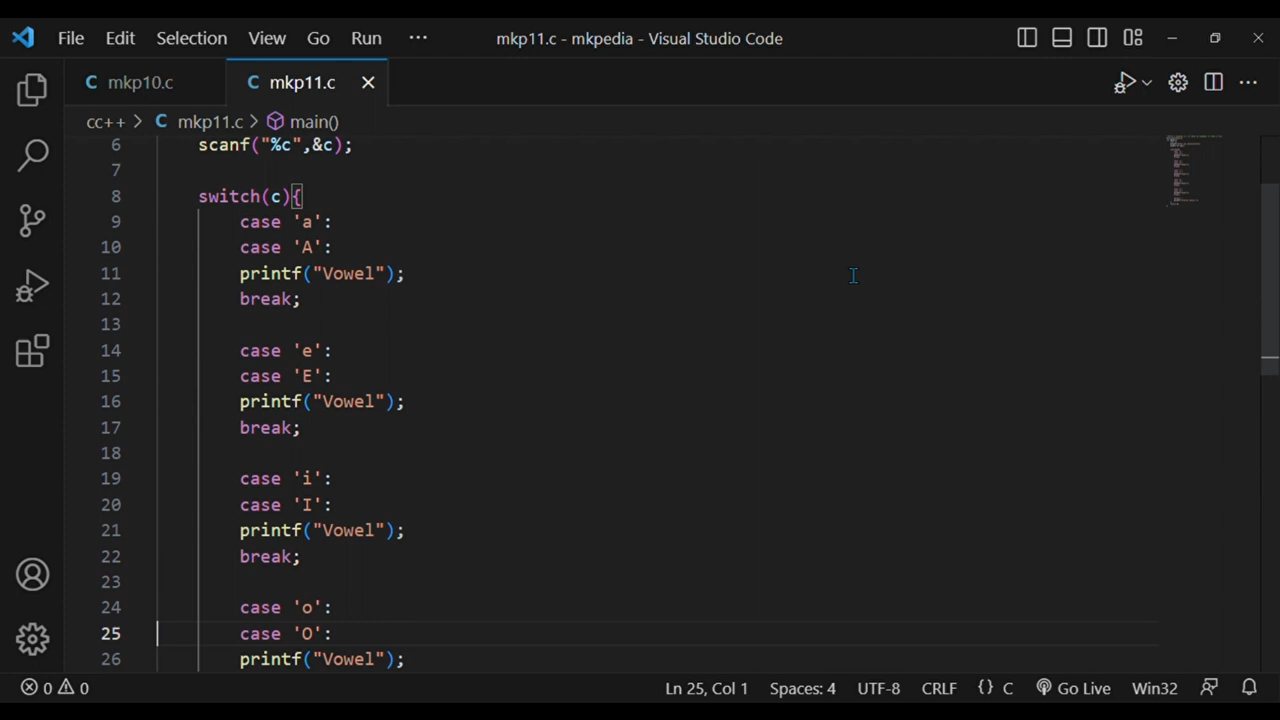 File Edit Selection View Go Run ··· mkp11.c - mkpedia - Visual Studio Code
C mkp10.c C mkp11.c
cc++ > C mkp11.c > main()
6 scanf("%c",&c);
7
8 switch(c){
9 case 'a':
10 case 'A':
11 printf("Vowel");
12 break;
13
14 case 'e':
15 case 'E':
16 printf("Vowel");
17 break;
18
19 case 'i':
20 case 'I':
21 printf("Vowel");
22 break;
23
24 case 'o':
25 case 'O':
26 printf("Vowel");
0 0 Ln 25, Col 1 Spaces: 4 UTF-8 CRLF {} C Go Live Win32